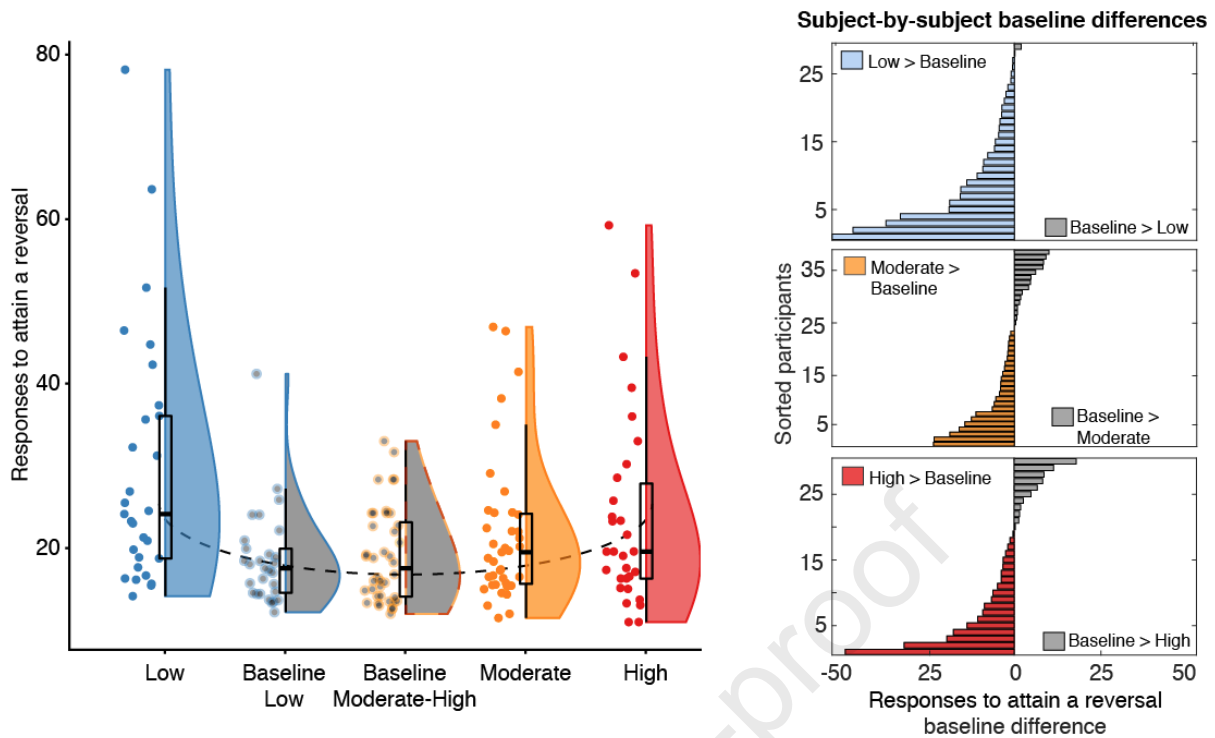 Subject-by-subject baseline differences
80
60
40
20
Responses to attain a reversal
Low
Baseline
Low
Baseline
Moderate-High
Moderate
High
25
15
5
Low > Baseline
Baseline > Low
35
25
15
5
Moderate >
Baseline
Baseline >
Moderate
Sorted participants
25
15
5
High > Baseline
Baseline > High
-50
25
0
25
50
Responses to attain a reversal
baseline difference
-proof